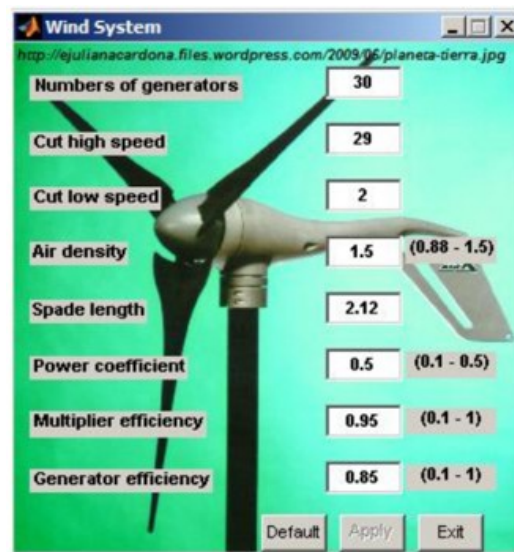 Wind System
http://ejulianacardona.files.wordpress.com/2009/06/planeta-tierra.jpg
Numbers of generators 30
Cut high speed 29
Cut low speed 2
Air density 1.5 (0.88 - 1.5)
Spade length 2.12
Power coefficient 0.5 (0.1 - 0.5)
Multiplier efficiency 0.95 (0.1 - 1)
Generator efficiency 0.85 (0.1 - 1)
Default Apply Exit